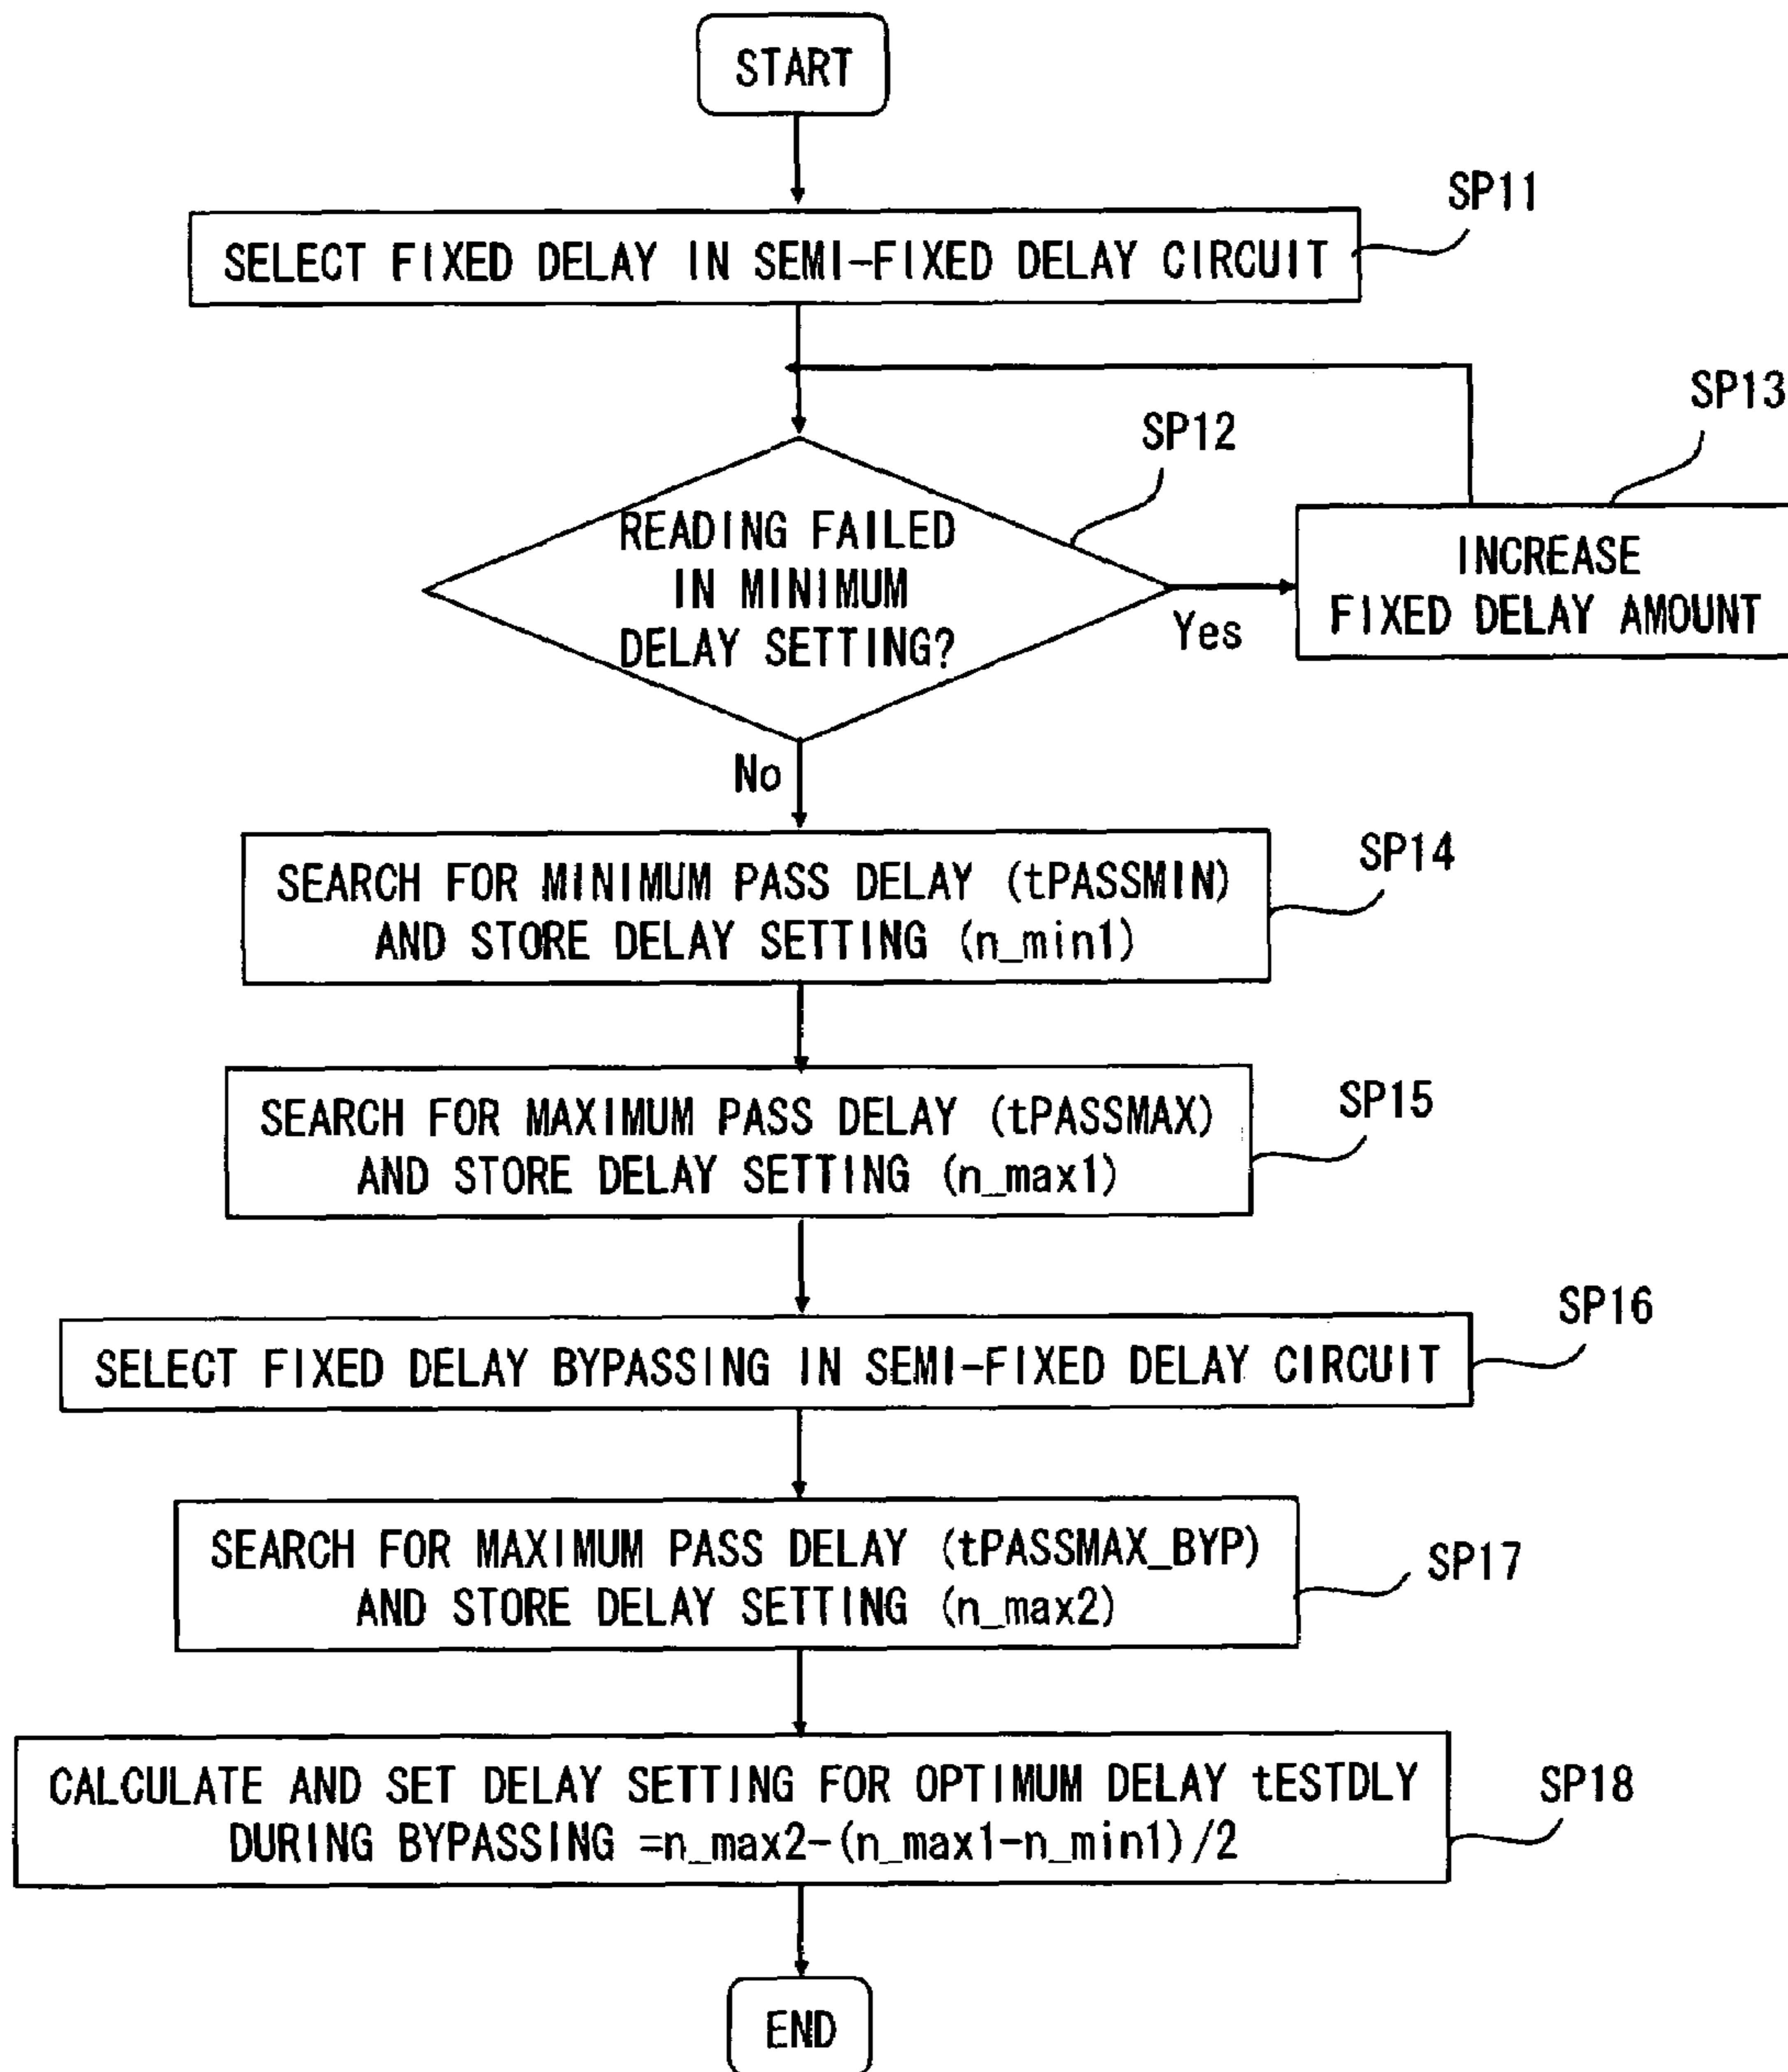 START
SP11
SELECT FIXED DELAY IN SEMI-FIXED DELAY CIRCUIT
SP13
SP12
READING FAILED
IN MINIMUM
DELAY SETTING?
Yes
INCREASE
FIXED DELAY AMOUNT
No
SP14
SEARCH FOR MINIMUM PASS DELAY (tPASSMIN)
AND STORE DELAY SETTING (n_min1)
SP15
SEARCH FOR MAXIMUM PASS DELAY (tPASSMAX)
AND STORE DELAY SETTING (n_max1)
SP16
SELECT FIXED DELAY BYPASSING IN SEMI-FIXED DELAY CIRCUIT
SP17
SEARCH FOR MAXIMUM PASS DELAY (tPASSMAX_BYP)
AND STORE DELAY SETTING (n_max2)
SP18
CALCULATE AND SET DELAY SETTING FOR OPTIMUM DELAY tESTDLY
DURING BYPASSING =n_max2-(n_max1-n_min1)/2
END